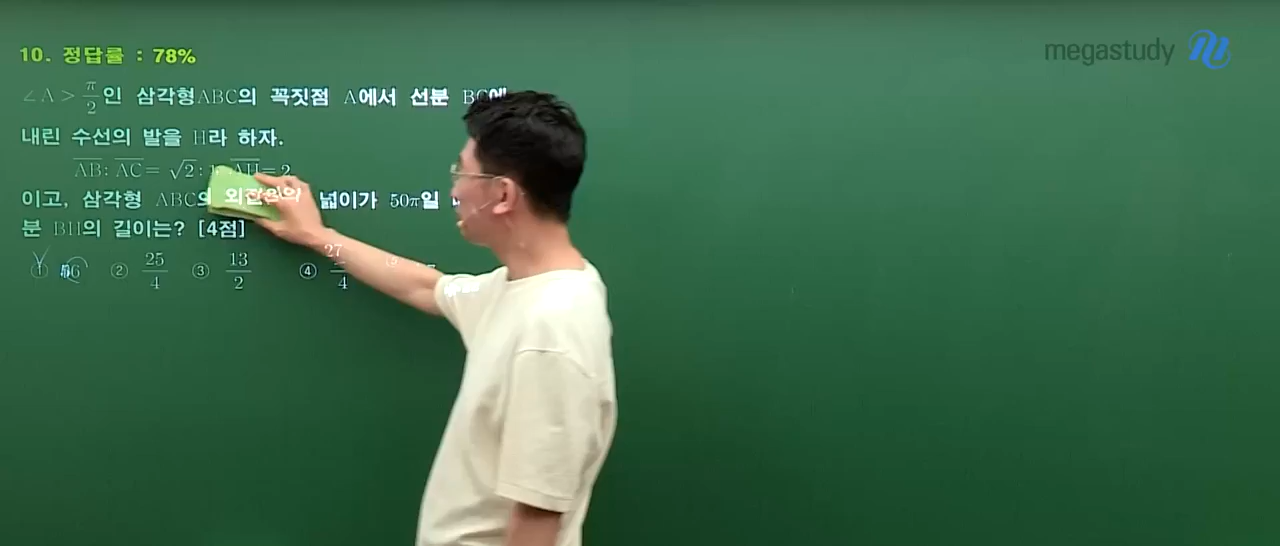 megastudy
10. 정답률 : 78%
∠A > π/2인 삼각형ABC의 꼭짓점 A에서 선분 BC에
내린 수선의 발을 H라 하자.
AB : AC = √2 : 1, AH = 2
이고, 삼각형 ABC의 외접원의 넓이가 50π일
분 BH의 길이는? [4점]
① 6 ② 25/4 ③ 13/2 ④ 27/4 ⑤ 7